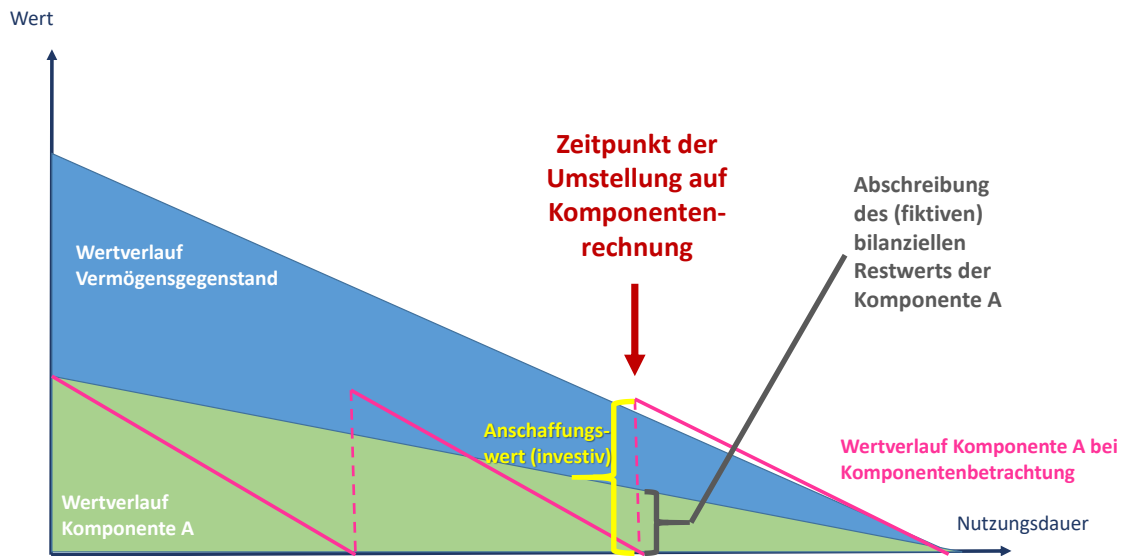 Wert
Zeitpunkt der
Umstellung auf
Komponenten-
rechnung
Abschreibung
des (fiktiven)
bilanziellen
Restwerts der
Komponente A
Wertverlauf
Vermögensgegenstand
Anschaffungs-
wert (investiv)
Wertverlauf Komponente A bei
Komponentenbetrachtung
Wertverlauf
Komponente A
Nutzungsdauer